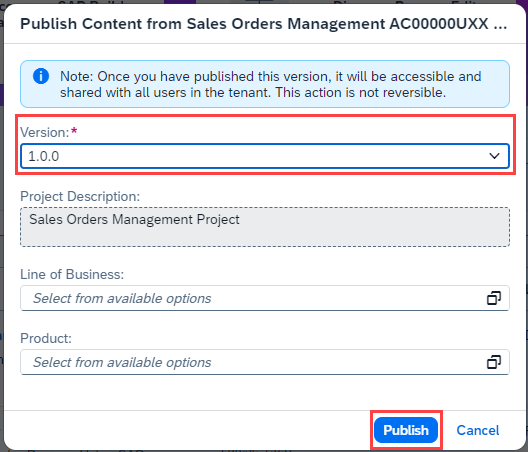 Publish Content from Sales Orders Management AC00000UXX ...
Note: Once you have published this version, it will be accessible and
shared with all users in the tenant. This action is not reversible.
Version:*
1.0.0
Project Description:
Sales Orders Management Project
Line of Business:
Select from available options
Product:
Select from available options
Publish
Cancel